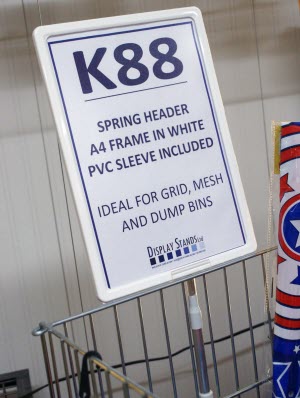 K88
SPRING HEADER
A4 FRAME IN WHITE
PVC SLEEVE INCLUDED
IDEAL FOR GRID, MESH
AND DUMP BINS
DISPLAY STANDS